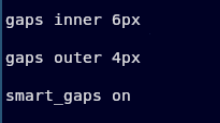 gaps inner 6px
gaps outer 4px
smart_gaps on